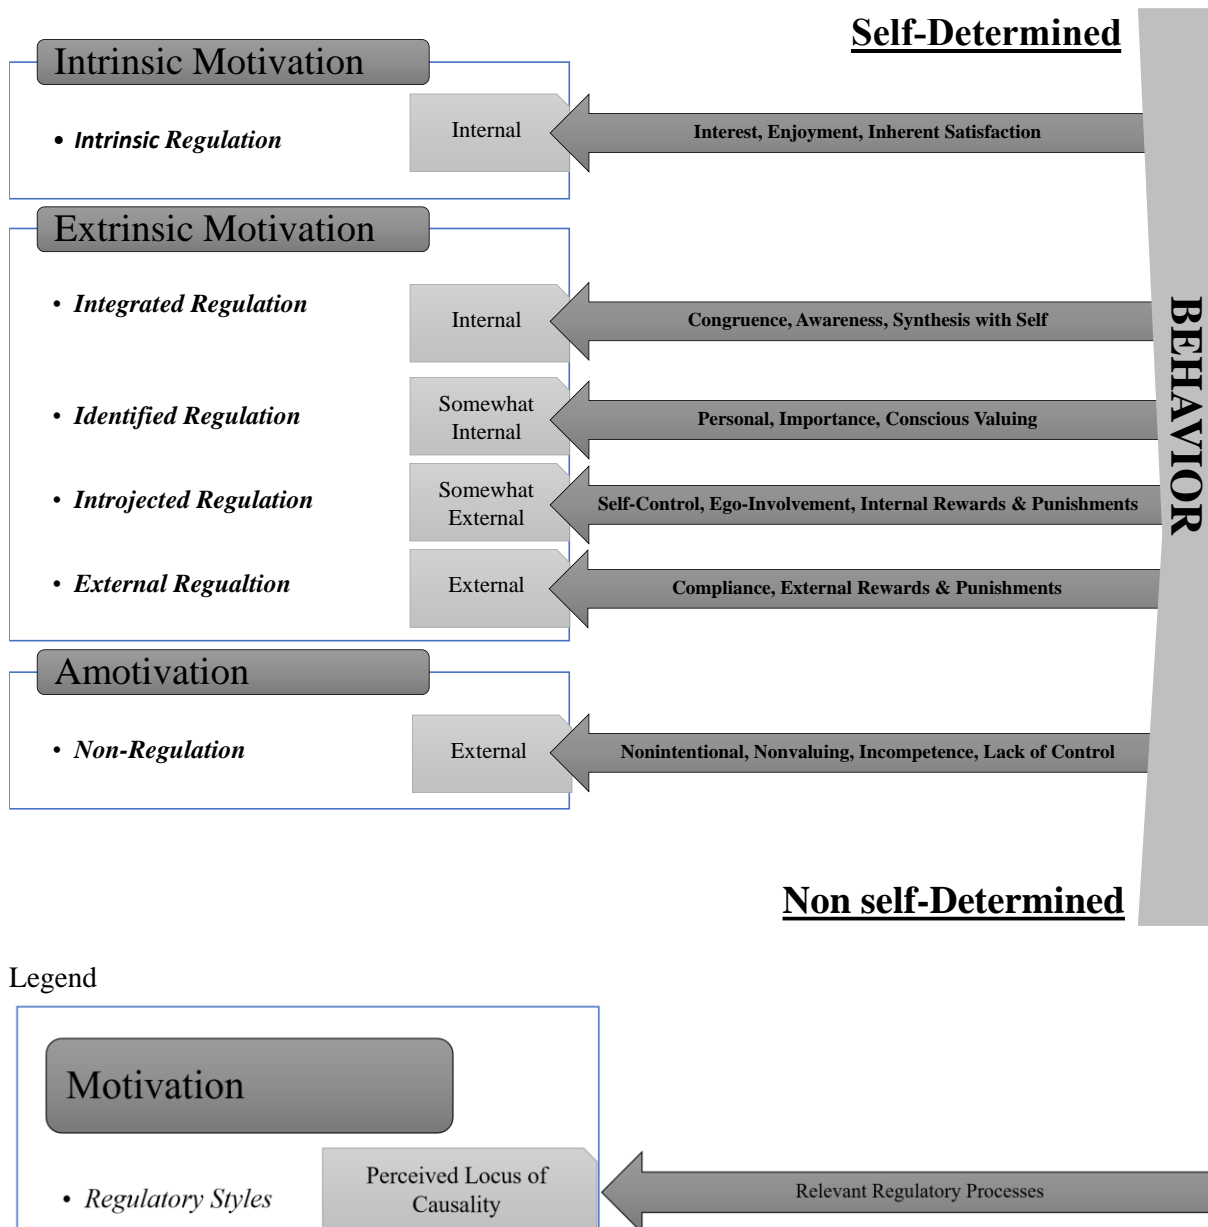 Self-Determined
Intrinsic Motivation
• Intrinsic Regulation
Internal
Interest, Enjoyment, Inherent Satisfaction
Extrinsic Motivation
• Integrated Regulation
Internal
Congruence, Awareness, Synthesis with Self
• Identified Regulation
Somewhat
Internal
Personal, Importance, Conscious Valuing
• Introjected Regulation
Somewhat
External
Self-Control, Ego-Involvement, Internal Rewards & Punishments
• External Regualtion
External
Compliance, External Rewards & Punishments
Amotivation
• Non-Regulation
External
Nonintentional, Nonvaluing, Incompetence, Lack of Control
BEHAVIOR
Non self-Determined
Legend
Motivation
• Regulatory Styles
Perceived Locus of
Causality
Relevant Regulatory Processes